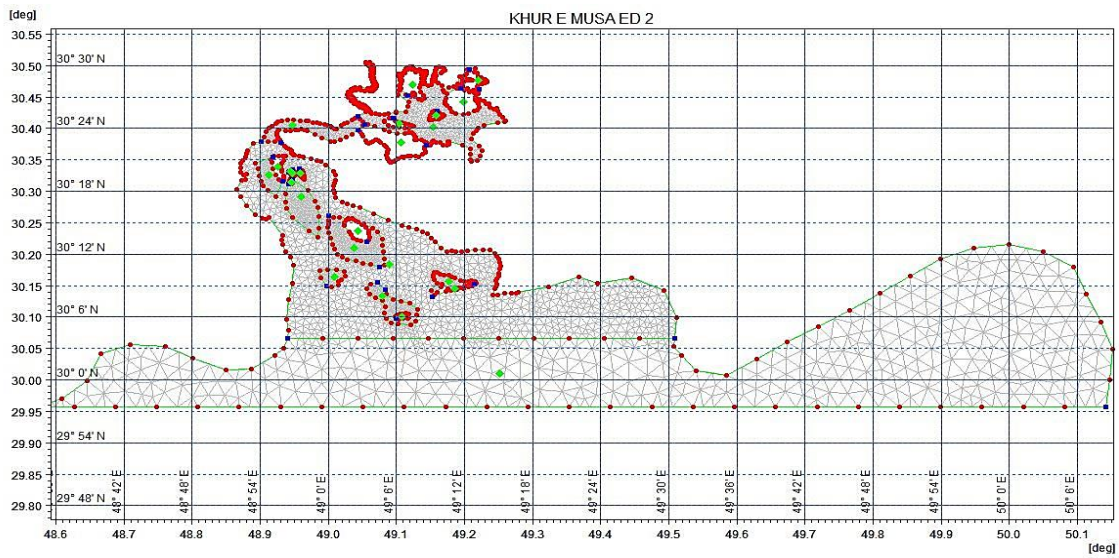 [deg]
KHUR E MUSA ED 2
30.55
30° 30' N
30.50
30.45
30° 24' N
30.40
30.35
30° 18' N
30.30
30.25
30° 12' N
30.20
30.15
30° 6' N
30.10
30.05
30° 0' N
30.00
29.95
29° 54' N
29.90
29.85
29° 48' N
29.80
48° 42' E
48° 48' E
48° 54' E
49° 0' E
49° 6' E
49° 12' E
49° 18' E
49° 24' E
49° 30' E
49° 36' E
49° 42' E
49° 48' E
49° 54' E
50° 0' E
50° 6' E
48.6 48.7 48.8 48.9 49.0 49.1 49.2 49.3 49.4 49.5 49.6 49.7 49.8 49.9 50.0 50.1
[deg]